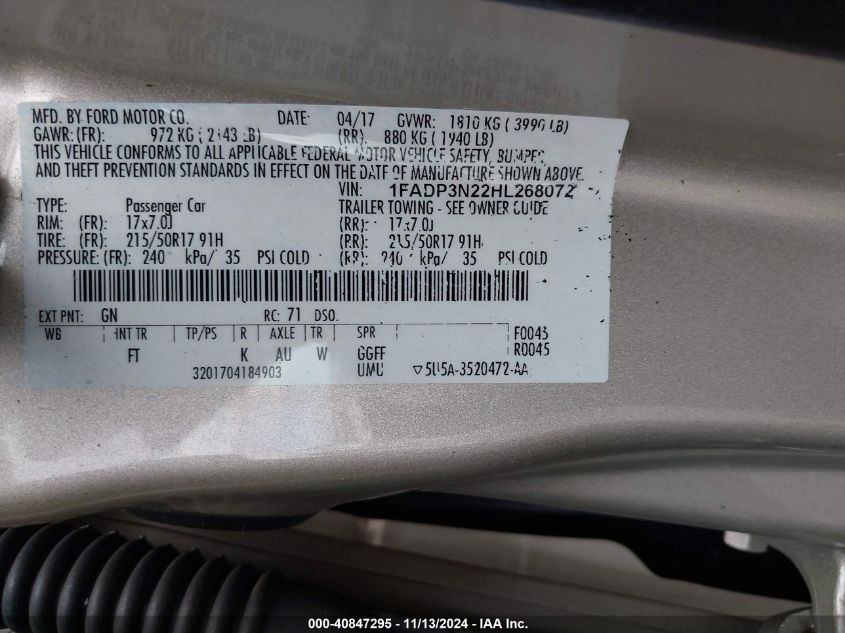 MFD. BY FORD MOTOR CO. DATE: 04/17 GVWR: 1810 KG ( 3990 LB)
GAWR:(FR): 972 KG ( 2143 LB) (RR): 880 KG ( 1940 LB)
THIS VEHICLE CONFORMS TO ALL APPLICABLE FEDERAL MOTOR VEHICLE SAFETY, BUMPER,
AND THEFT PREVENTION STANDARDS IN EFFECT ON THE DATE OF MANUFACTURE SHOWN ABOVE.
VIN: 1FADP3N22HL268072
TYPE: Passenger Car TRAILER TOWING - SEE OWNER GUIDE
RIM: (FR): 17x7.0J (RR): 17x7.0J
TIRE: (FR): 215/50R17 91H (RR): 215/50R17 91H
PRESSURE: (FR): 240 kPa/ 35 PSI COLD (RR): 240 kPa/ 35 PSI COLD
EXT PNT: GN RC: 71 DSO:
WB INT TR TP/PS R AXLE TR SPR F0045
FT K AU W GGFF R0045
3201704184903 UMU ▽5U5A-3520472-AA
000-40847295 - 11/13/2024 - IAA Inc.